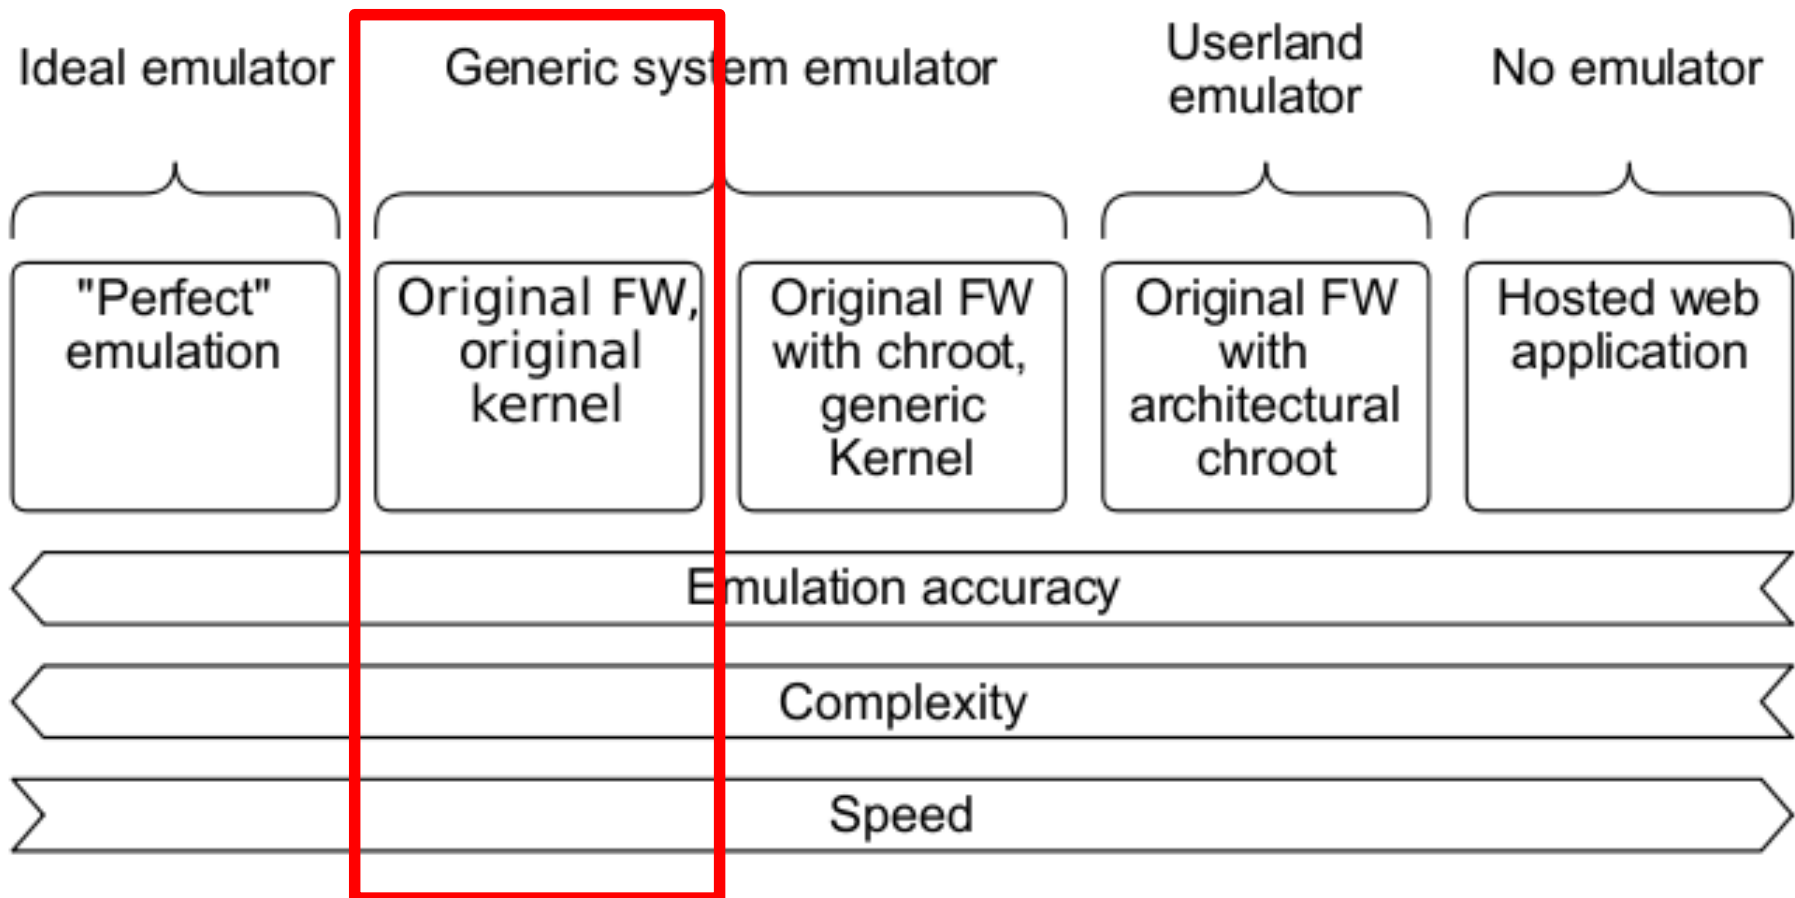 Ideal emulator
Generic system emulator
Userland
emulator
No emulator
"Perfect"
emulation
Original FW,
original
kernel
Original FW
with chroot,
generic
Kernel
Original FW
with
architectural
chroot
Hosted web
application
Emulation accuracy
Complexity
Speed